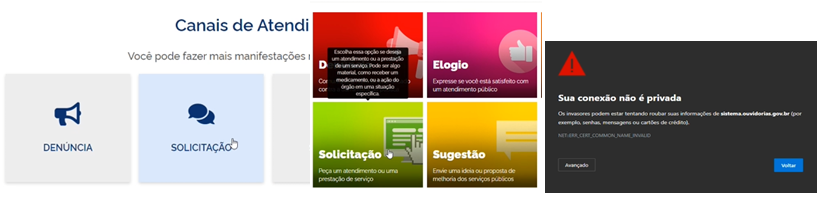 Canais de Atendi
Você pode fazer mais manifestações
DENÚNCIA
SOLICITAÇÃO
Escolha essa opção se deseja
um atendimento ou a prestação
de um serviço. Pode ser algo
material, como receber um
medicamento, ou a ação do
órgão em uma situação
específica.
Elogio
Expresse se você está satisfeito com
um atendimento público
Solicitação
Peça um atendimento ou uma
prestação de serviço
Sugestão
Envie uma ideia ou proposta de
melhoria dos serviços públicos
Sua conexão não é privada
Os invasores podem estar tentando roubar suas informações de sistema.ouvidorias.gov.br (por
exemplo, senhas, mensagens ou cartões de crédito).
NET::ERR_CERT_COMMON_NAME_INVALID
Avançado
Voltar